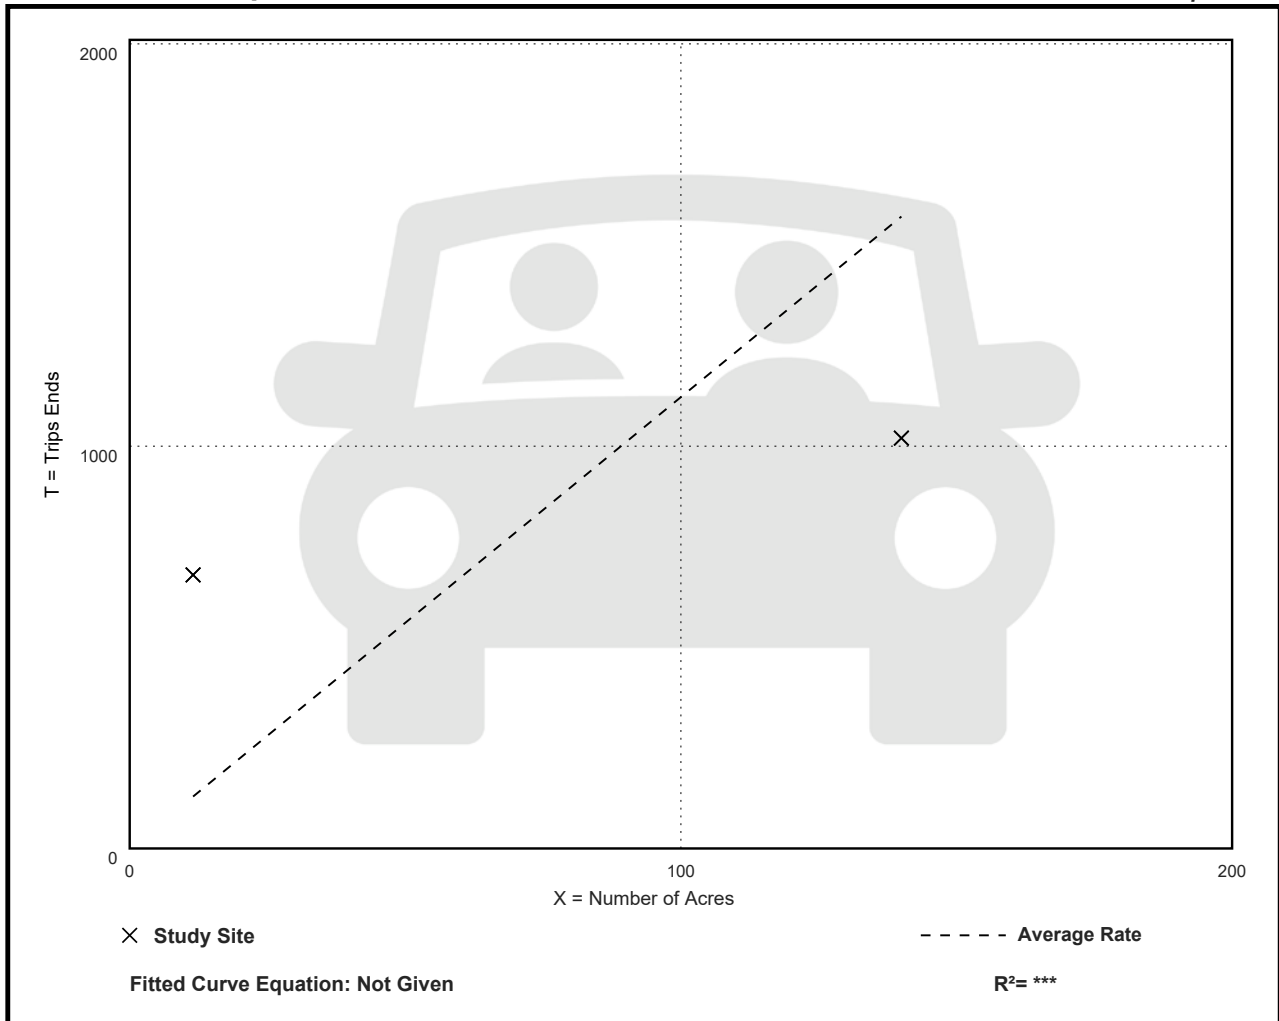 2000
T = Trips Ends
1000
0
0 100 200
X = Number of Acres
Study Site Average Rate
Fitted Curve Equation: Not Given R²= ***